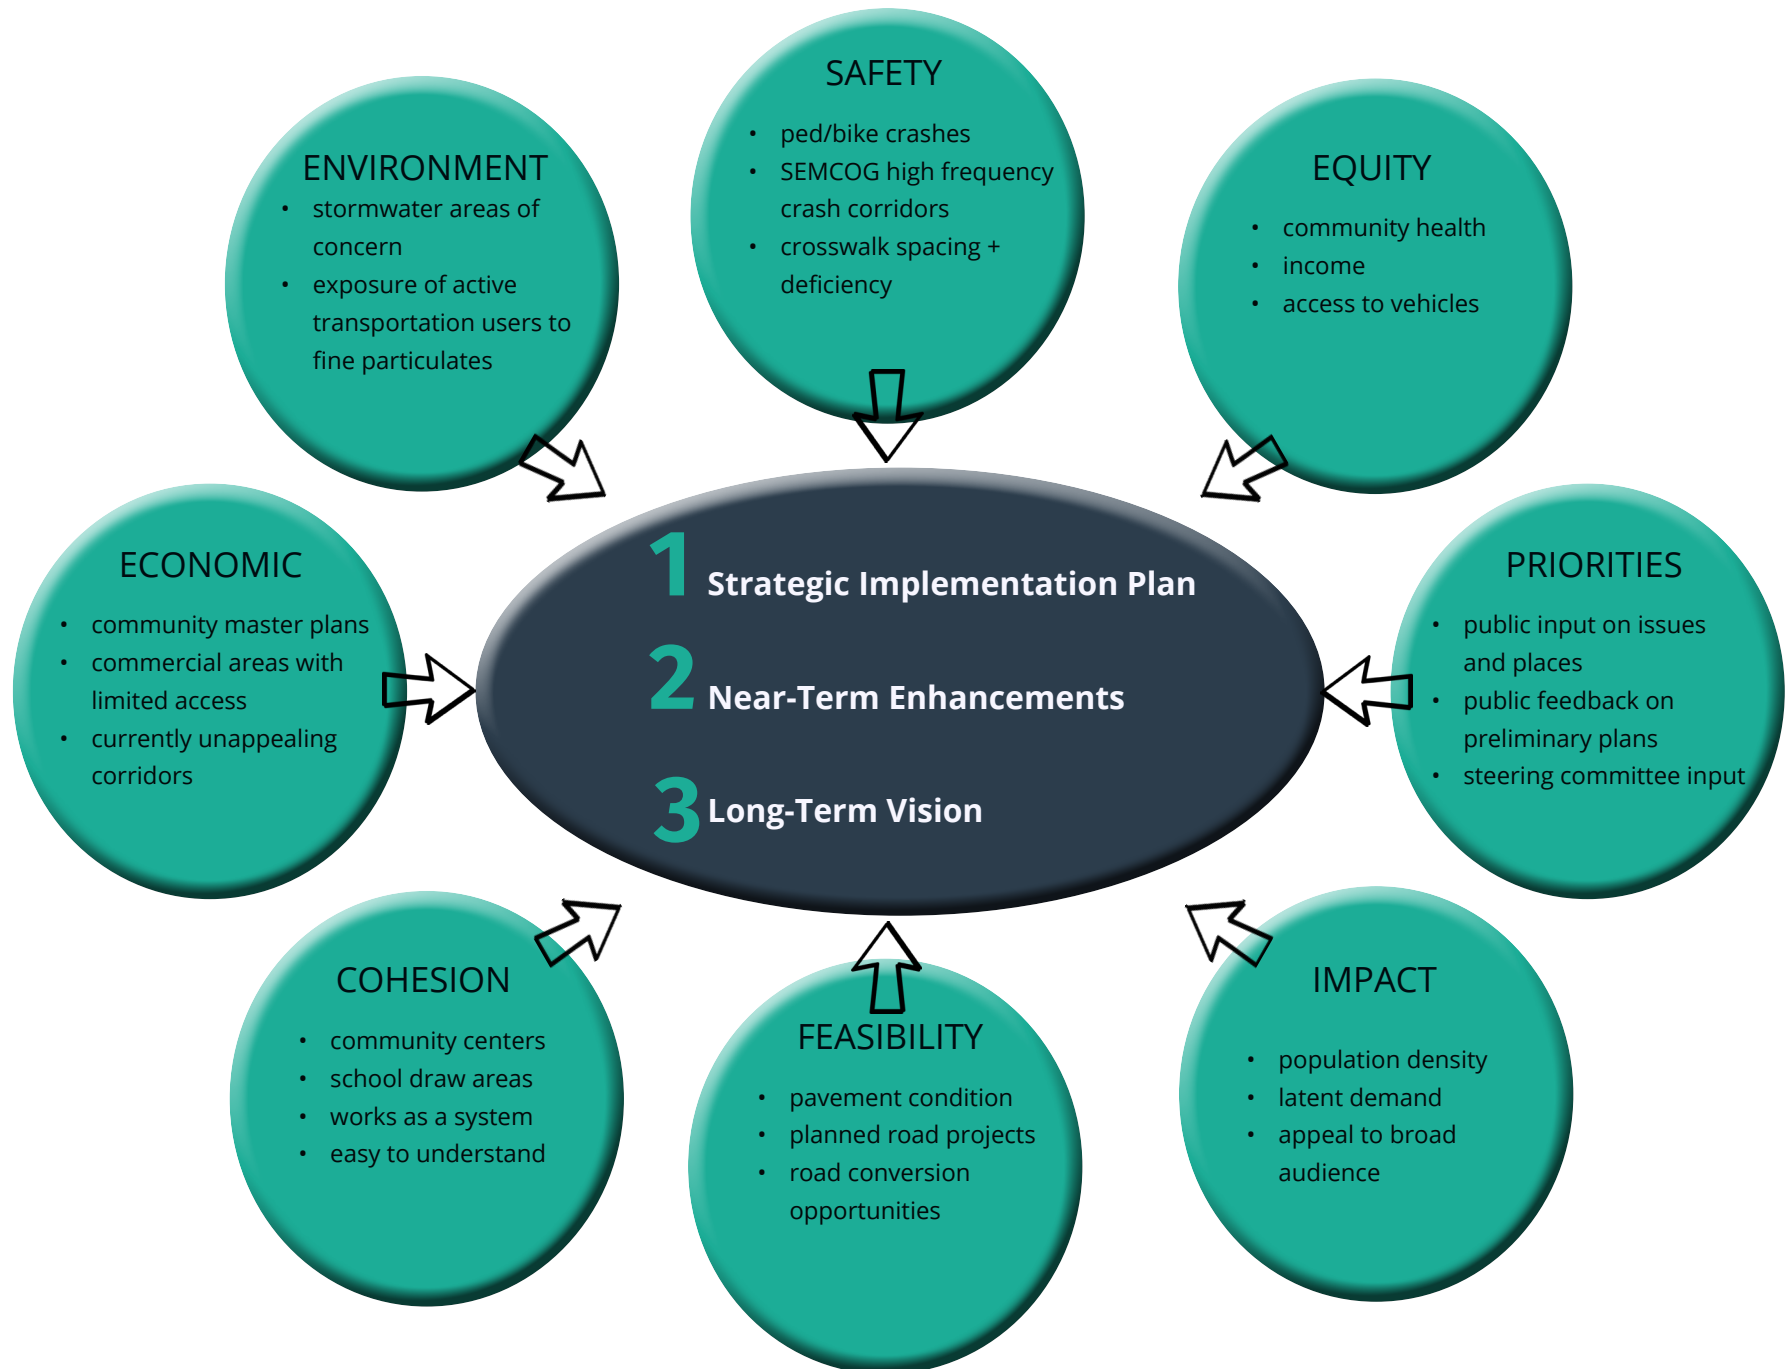 SAFETY
• ped/bike crashes
• SEMCOG high frequency
crash corridors
• crosswalk spacing +
deficiency
ENVIRONMENT
• stormwater areas of
concern
• exposure of active
transportation users to
fine particulates
EQUITY
• community health
• income
• access to vehicles
ECONOMIC
• community master plans
• commercial areas with
limited access
• currently unappealing
corridors
1 Strategic Implementation Plan
2 Near-Term Enhancements
3 Long-Term Vision
PRIORITIES
• public input on issues
and places
• public feedback on
preliminary plans
• steering committee input
COHESION
• community centers
• school draw areas
• works as a system
• easy to understand
FEASIBILITY
• pavement condition
• planned road projects
• road conversion
opportunities
IMPACT
• population density
• latent demand
• appeal to broad
audience